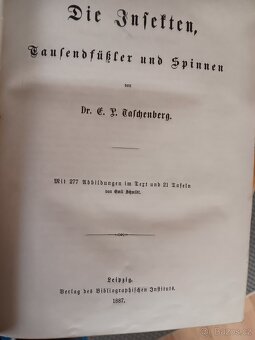 Die Insekten,
Tausendfüßler und Spinnen
von
Dr. E. L. Taschenberg.
Mit 277 Abbildungen im Text und 21 Tafeln
von Emil Schmidt.
Leipzig.
Verlag des Bibliographischen Instituts.
1887.